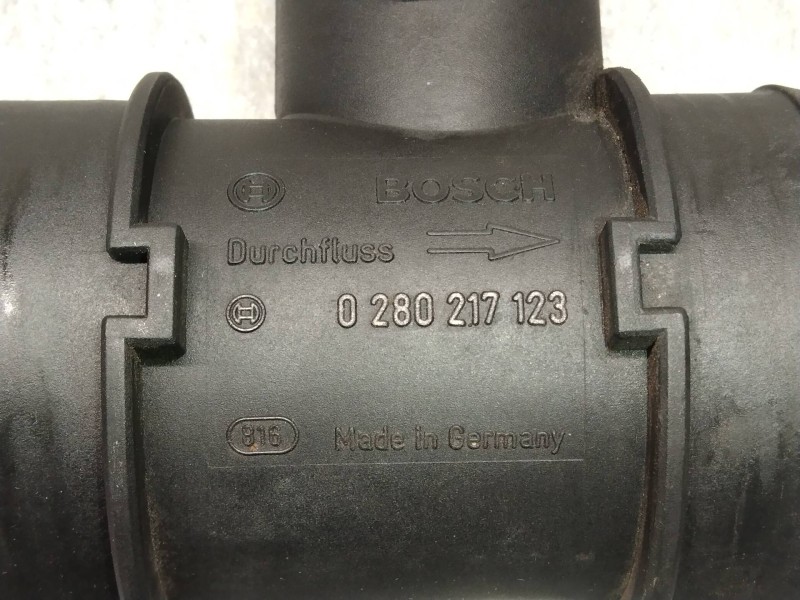 BOSCH
Durchfluss
0 280 217 123
816
Made in Germany